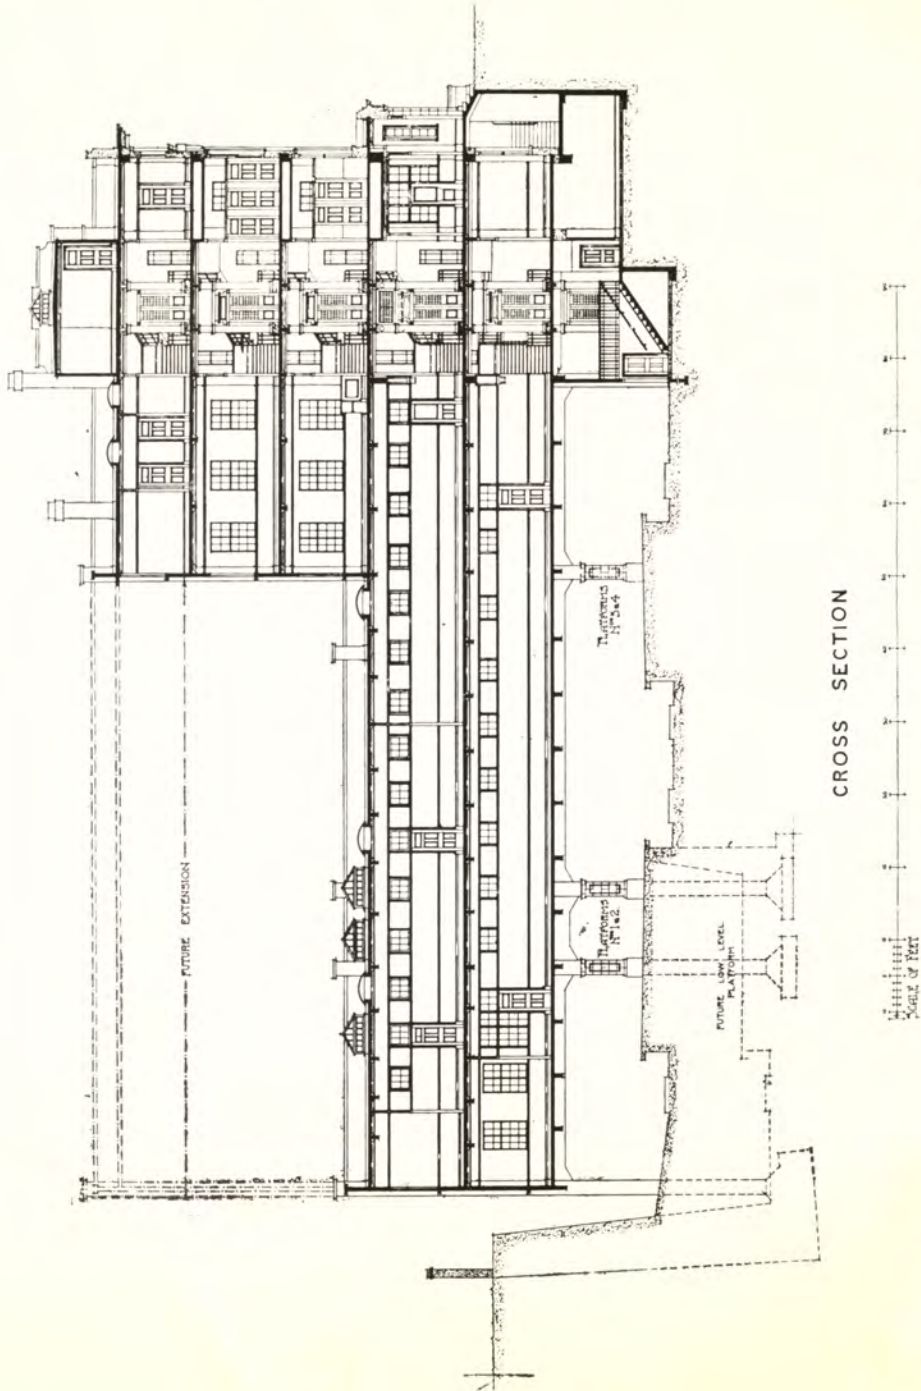 FUTURE EXTENSION
PLATFORMS
Nos 3 & 4
PLATFORMS
Nos 1 & 2
FUTURE LOW LEVEL
PLATFORM
CROSS SECTION
SCALE OF FEET